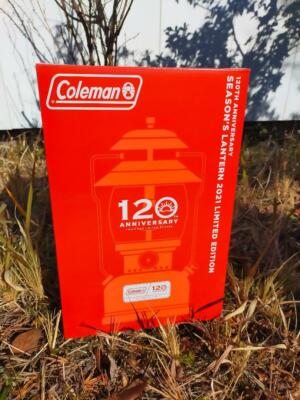 Coleman
120TH ANNIVERSARY
SEASON'S LANTERN 2021 LIMITED EDITION
120
ANNIVERSARY
Coleman 120